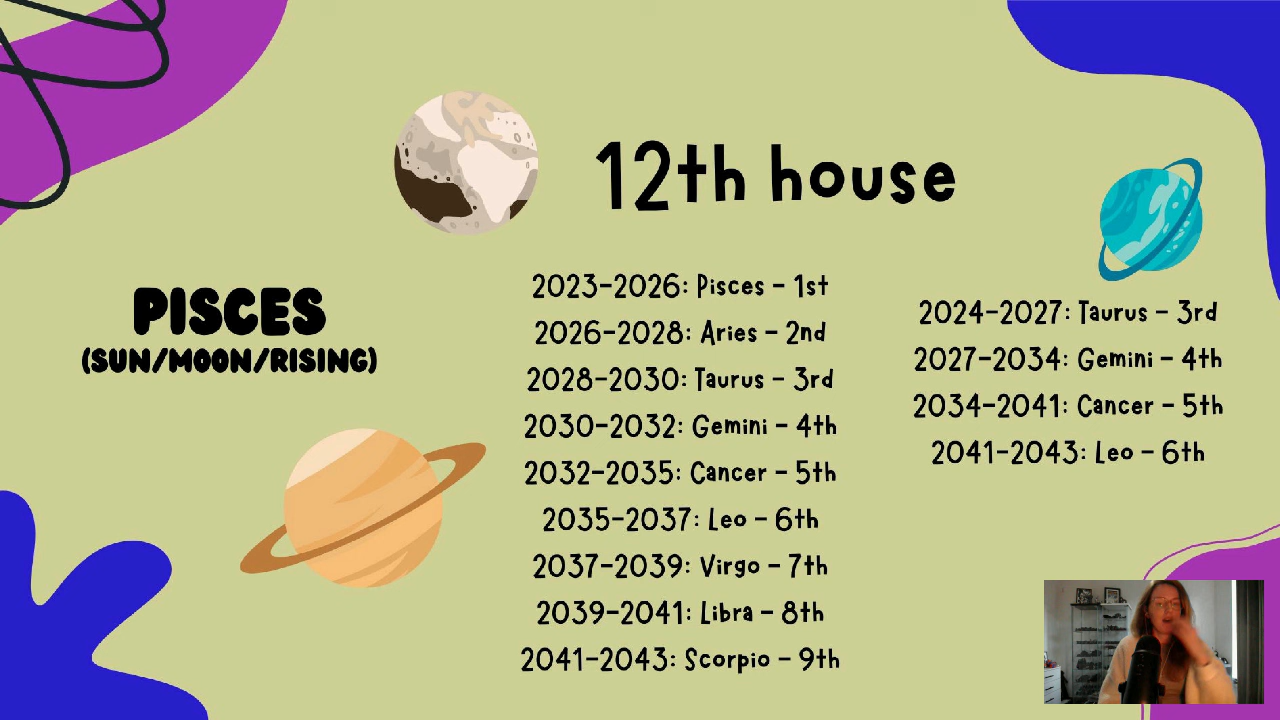 12th house
PISCES
(SUN/MOON/RISING)
2023-2026: Pisces - 1st
2026-2028: Aries - 2nd
2028-2030: Taurus - 3rd
2030-2032: Gemini - 4th
2032-2035: Cancer - 5th
2035-2037: Leo - 6th
2037-2039: Virgo - 7th
2039-2041: Libra - 8th
2041-2043: Scorpio - 9th
2024-2027: Taurus - 3rd
2027-2034: Gemini - 4th
2034-2041: Cancer - 5th
2041-2043: Leo - 6th